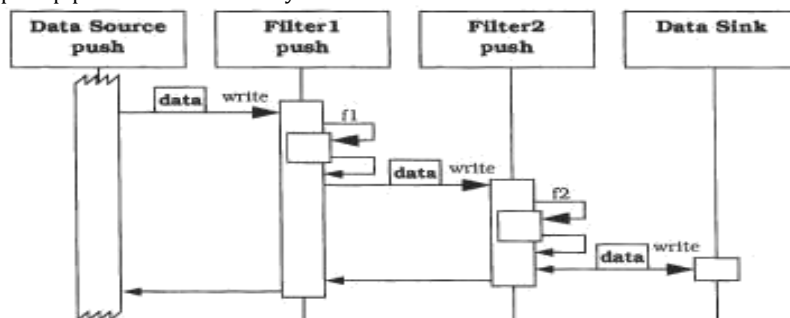 Data Source
push
Filter1
push
Filter2
push
Data Sink
data write
f1
data write
f2
data write